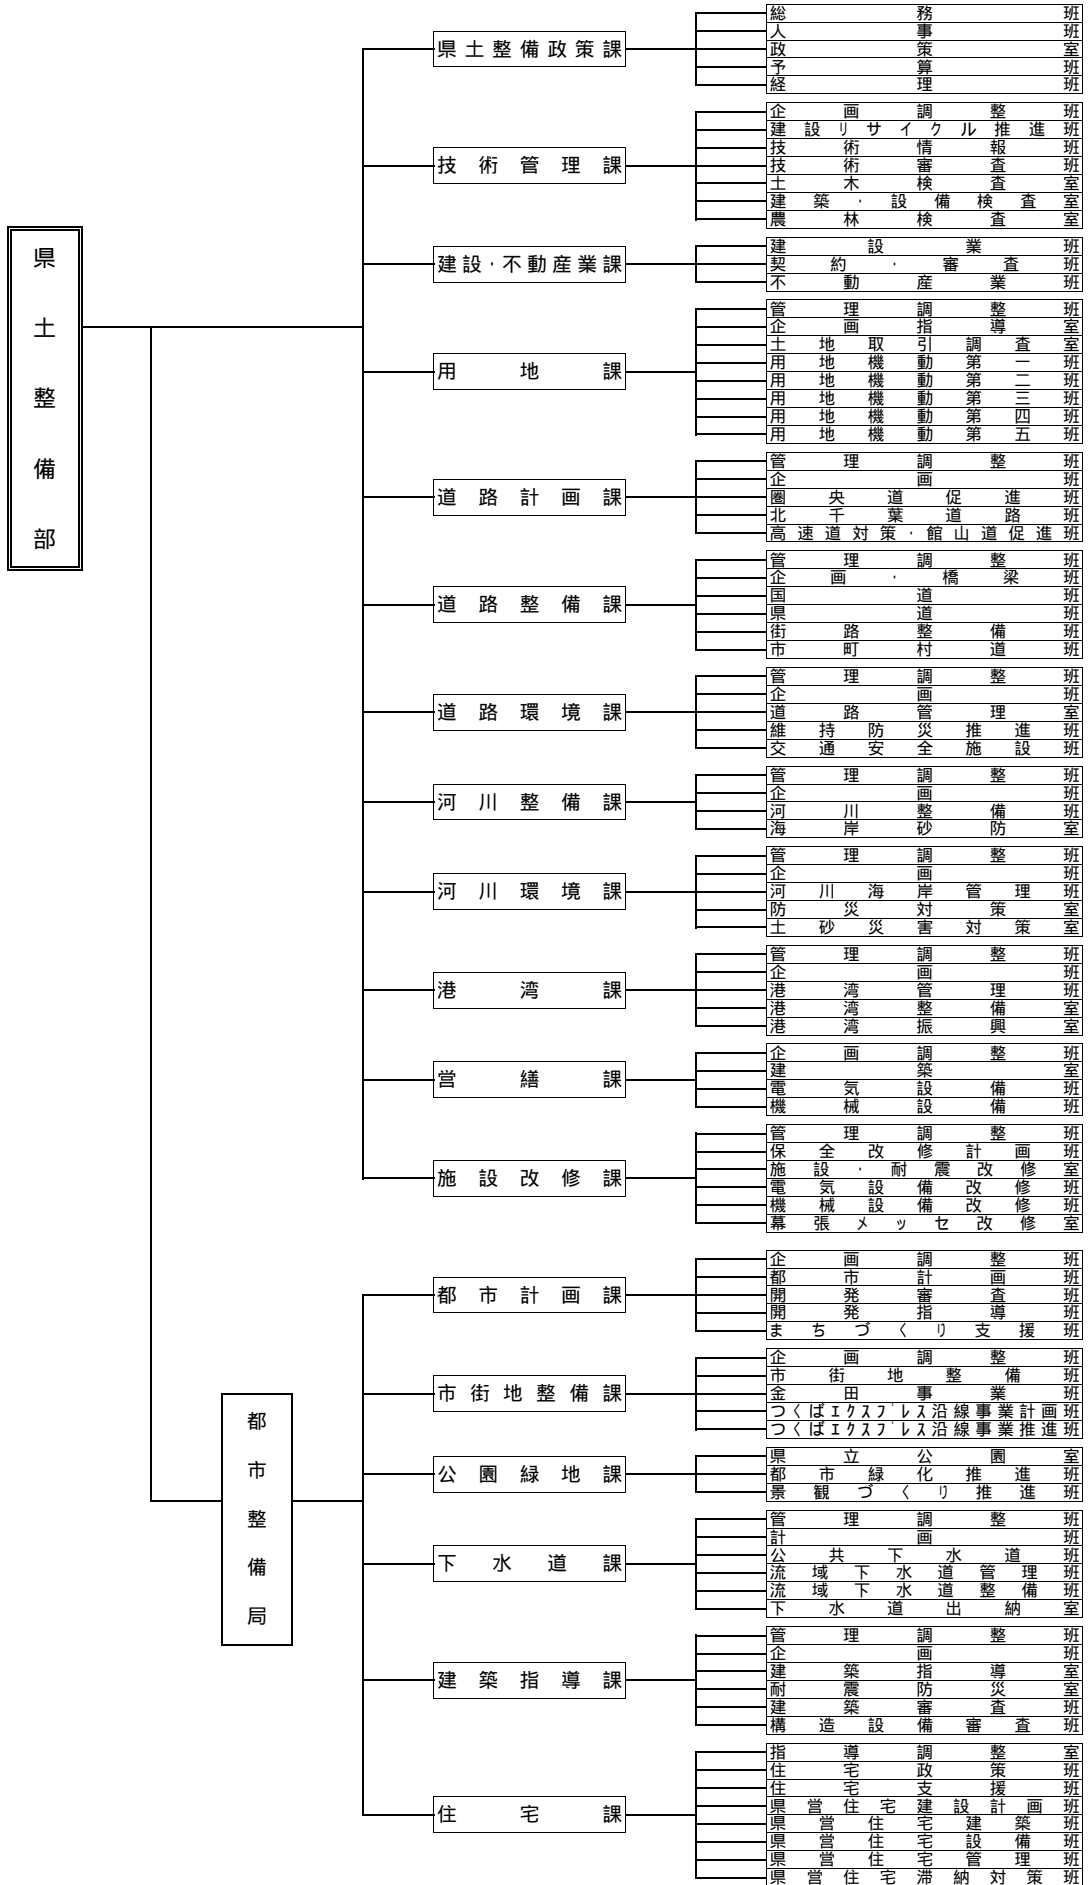 県土整備部
県土整備政策課
総務班
人事班
政策室
予算班
経理班
技術管理課
企画調整班
建設リサイクル推進班
技術情報班
技術審査班
土木検査室
建築・設備検査室
農林検査室
建設・不動産業課
建設業班
契約・審査班
不動産業班
用地課
管理調整班
企画指導室
土地取引調査室
用地機動第一班
用地機動第二班
用地機動第三班
用地機動第四班
用地機動第五班
道路計画課
管理調整班
企画班
圏央道促進班
北千葉道路班
高速道対策・館山道促進班
道路整備課
管理調整班
企画・橋梁班
国道班
県道班
街路整備班
市町村道班
道路環境課
管理調整班
企画班
道路管理室
維持防災推進班
交通安全施設班
河川整備課
管理調整班
企画班
河川整備班
海岸砂防室
河川環境課
管理調整班
企画班
河川海岸管理班
防災対策室
土砂災害対策室
港湾課
管理調整班
企画班
港湾管理班
港湾整備室
港湾振興室
営繕課
企画調整班
建築室
電気設備班
機械設備班
施設改修課
管理調整班
保全改修計画班
施設・耐震改修室
電気設備改修班
機械設備改修班
幕張メッセ改修室
都市整備局
都市計画課
企画調整班
都市計画班
開発審査班
開発指導班
まちづくり支援班
市街地整備課
企画調整班
市街地整備班
金田事業班
つくばエクスプレス沿線事業計画班
つくばエクスプレス沿線事業推進班
公園緑地課
県立公園室
都市緑化推進班
景観づくり推進班
下水道課
管理調整班
計画班
公共下水道班
流域下水道管理班
流域下水道整備班
下水道出納室
建築指導課
管理調整班
企画班
建築指導室
耐震防災室
建築審査班
構造設備審査班
住宅課
指導調整室
住宅政策班
住宅支援班
県営住宅建設計画班
県営住宅建築班
県営住宅設備班
県営住宅管理班
県営住宅滞納対策班